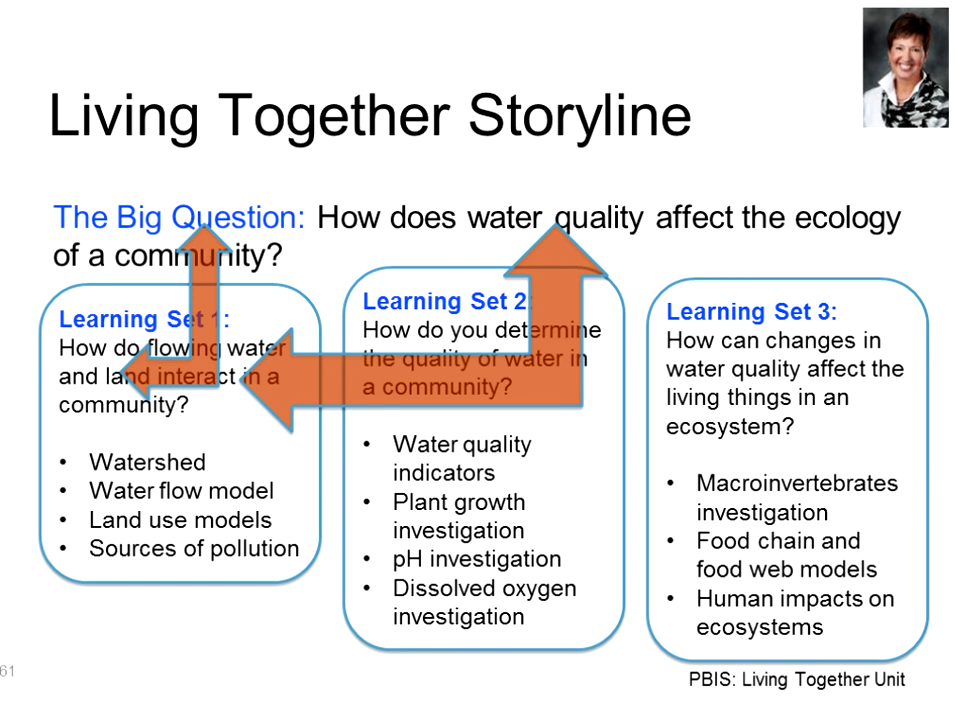 Living Together Storyline
The Big Question: How does water quality affect the ecology
of a community?
Learning Set 1:
How do flowing water
and land interact in a
community?
• Watershed
• Water flow model
• Land use models
• Sources of pollution
Learning Set 2:
How do you determine
the quality of water in
a community?
• Water quality
indicators
• Plant growth
investigation
• pH investigation
• Dissolved oxygen
investigation
Learning Set 3:
How can changes in
water quality affect the
living things in an
ecosystem?
• Macroinvertebrates
investigation
• Food chain and
food web models
• Human impacts on
ecosystems
61
PBIS: Living Together Unit